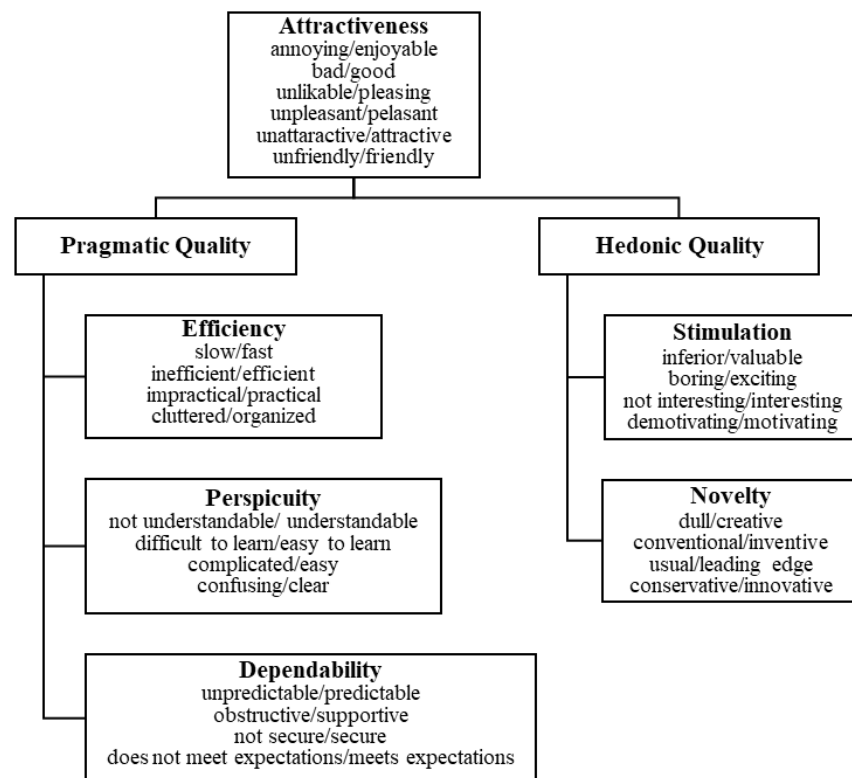 Attractiveness
annoying/enjoyable
bad/good
unlikable/pleasing
unpleasant/pelasant
unattaractive/attractive
unfriendly/friendly
Pragmatic Quality
Efficiency
slow/fast
inefficient/efficient
impractical/practical
cluttered/organized
Perspicuity
not understandable/ understandable
difficult to learn/easy to learn
complicated/easy
confusing/clear
Dependability
unpredictable/predictable
obstructive/supportive
not secure/secure
does not meet expectations/meets expectations
Hedonic Quality
Stimulation
inferior/valuable
boring/exciting
not interesting/interesting
demotivating/motivating
Novelty
dull/creative
conventional/inventive
usual/leading edge
conservative/innovative